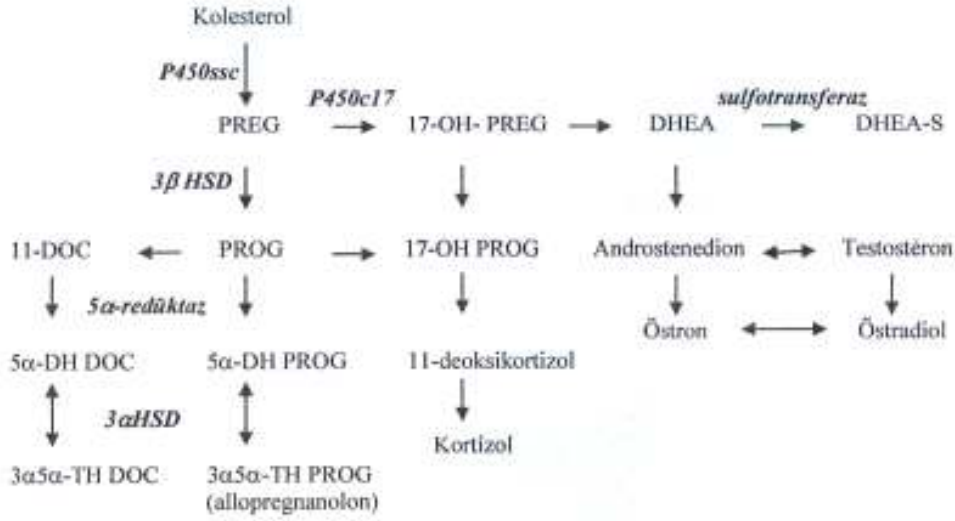 Kolesterol
P450ssc
P450c17
sulfotransferaz
PREG
17-OH- PREG
DHEA
DHEA-S
3β HSD
11-DOC
PROG
17-OH PROG
Androstenedion
Testosteron
5α-redüktaz
Östron
Östradiol
5α-DH DOC
5α-DH PROG
11-deoksikortizol
3αHSD
Kortizol
3α5α-TH DOC
3α5α-TH PROG
(allopregnanolon)